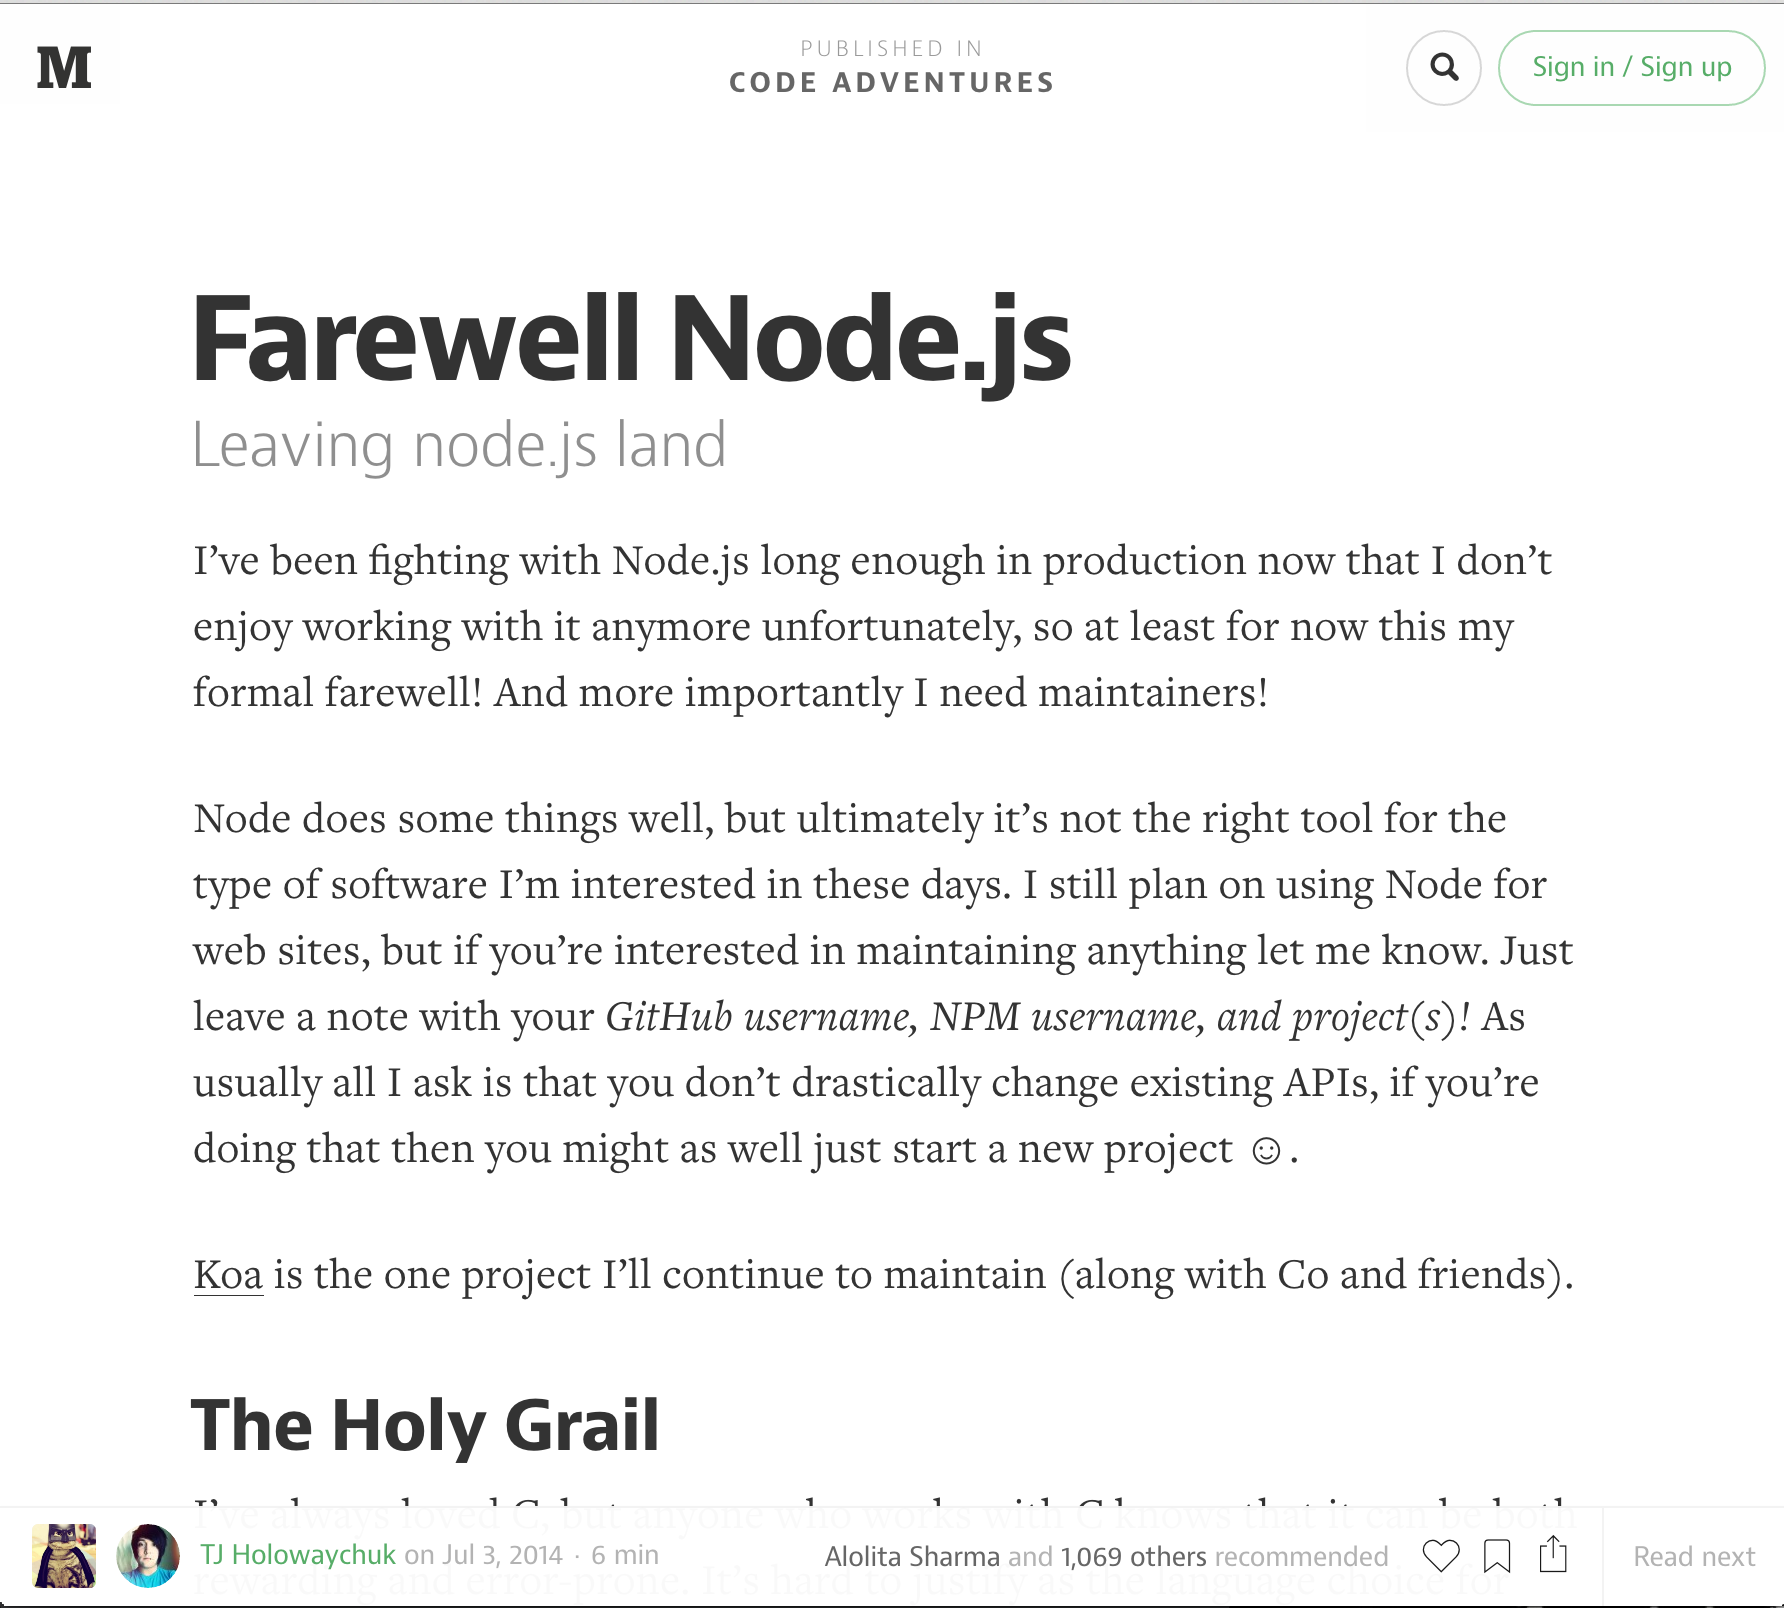 M
PUBLISHED IN
CODE ADVENTURES
Sign in / Sign up
Farewell Node.js
Leaving node.js land
I’ve been fighting with Node.js long enough in production now that I don’t
enjoy working with it anymore unfortunately, so at least for now this my
formal farewell! And more importantly I need maintainers!
Node does some things well, but ultimately it’s not the right tool for the
type of software I’m interested in these days. I still plan on using Node for
web sites, but if you’re interested in maintaining anything let me know. Just
leave a note with your GitHub username, NPM username, and project(s)! As
usually all I ask is that you don’t drastically change existing APIs, if you’re
doing that then you might as well just start a new project ☺.
Koa is the one project I’ll continue to maintain (along with Co and friends).
The Holy Grail
I’ve always loved C, but anyone who works with C knows that it can be both
TJ Holowaychuk on Jul 3, 2014 · 6 min
Alolita Sharma and 1,069 others recommended
Read next
rewarding and error-prone. It’s hard to justify as the language choice for